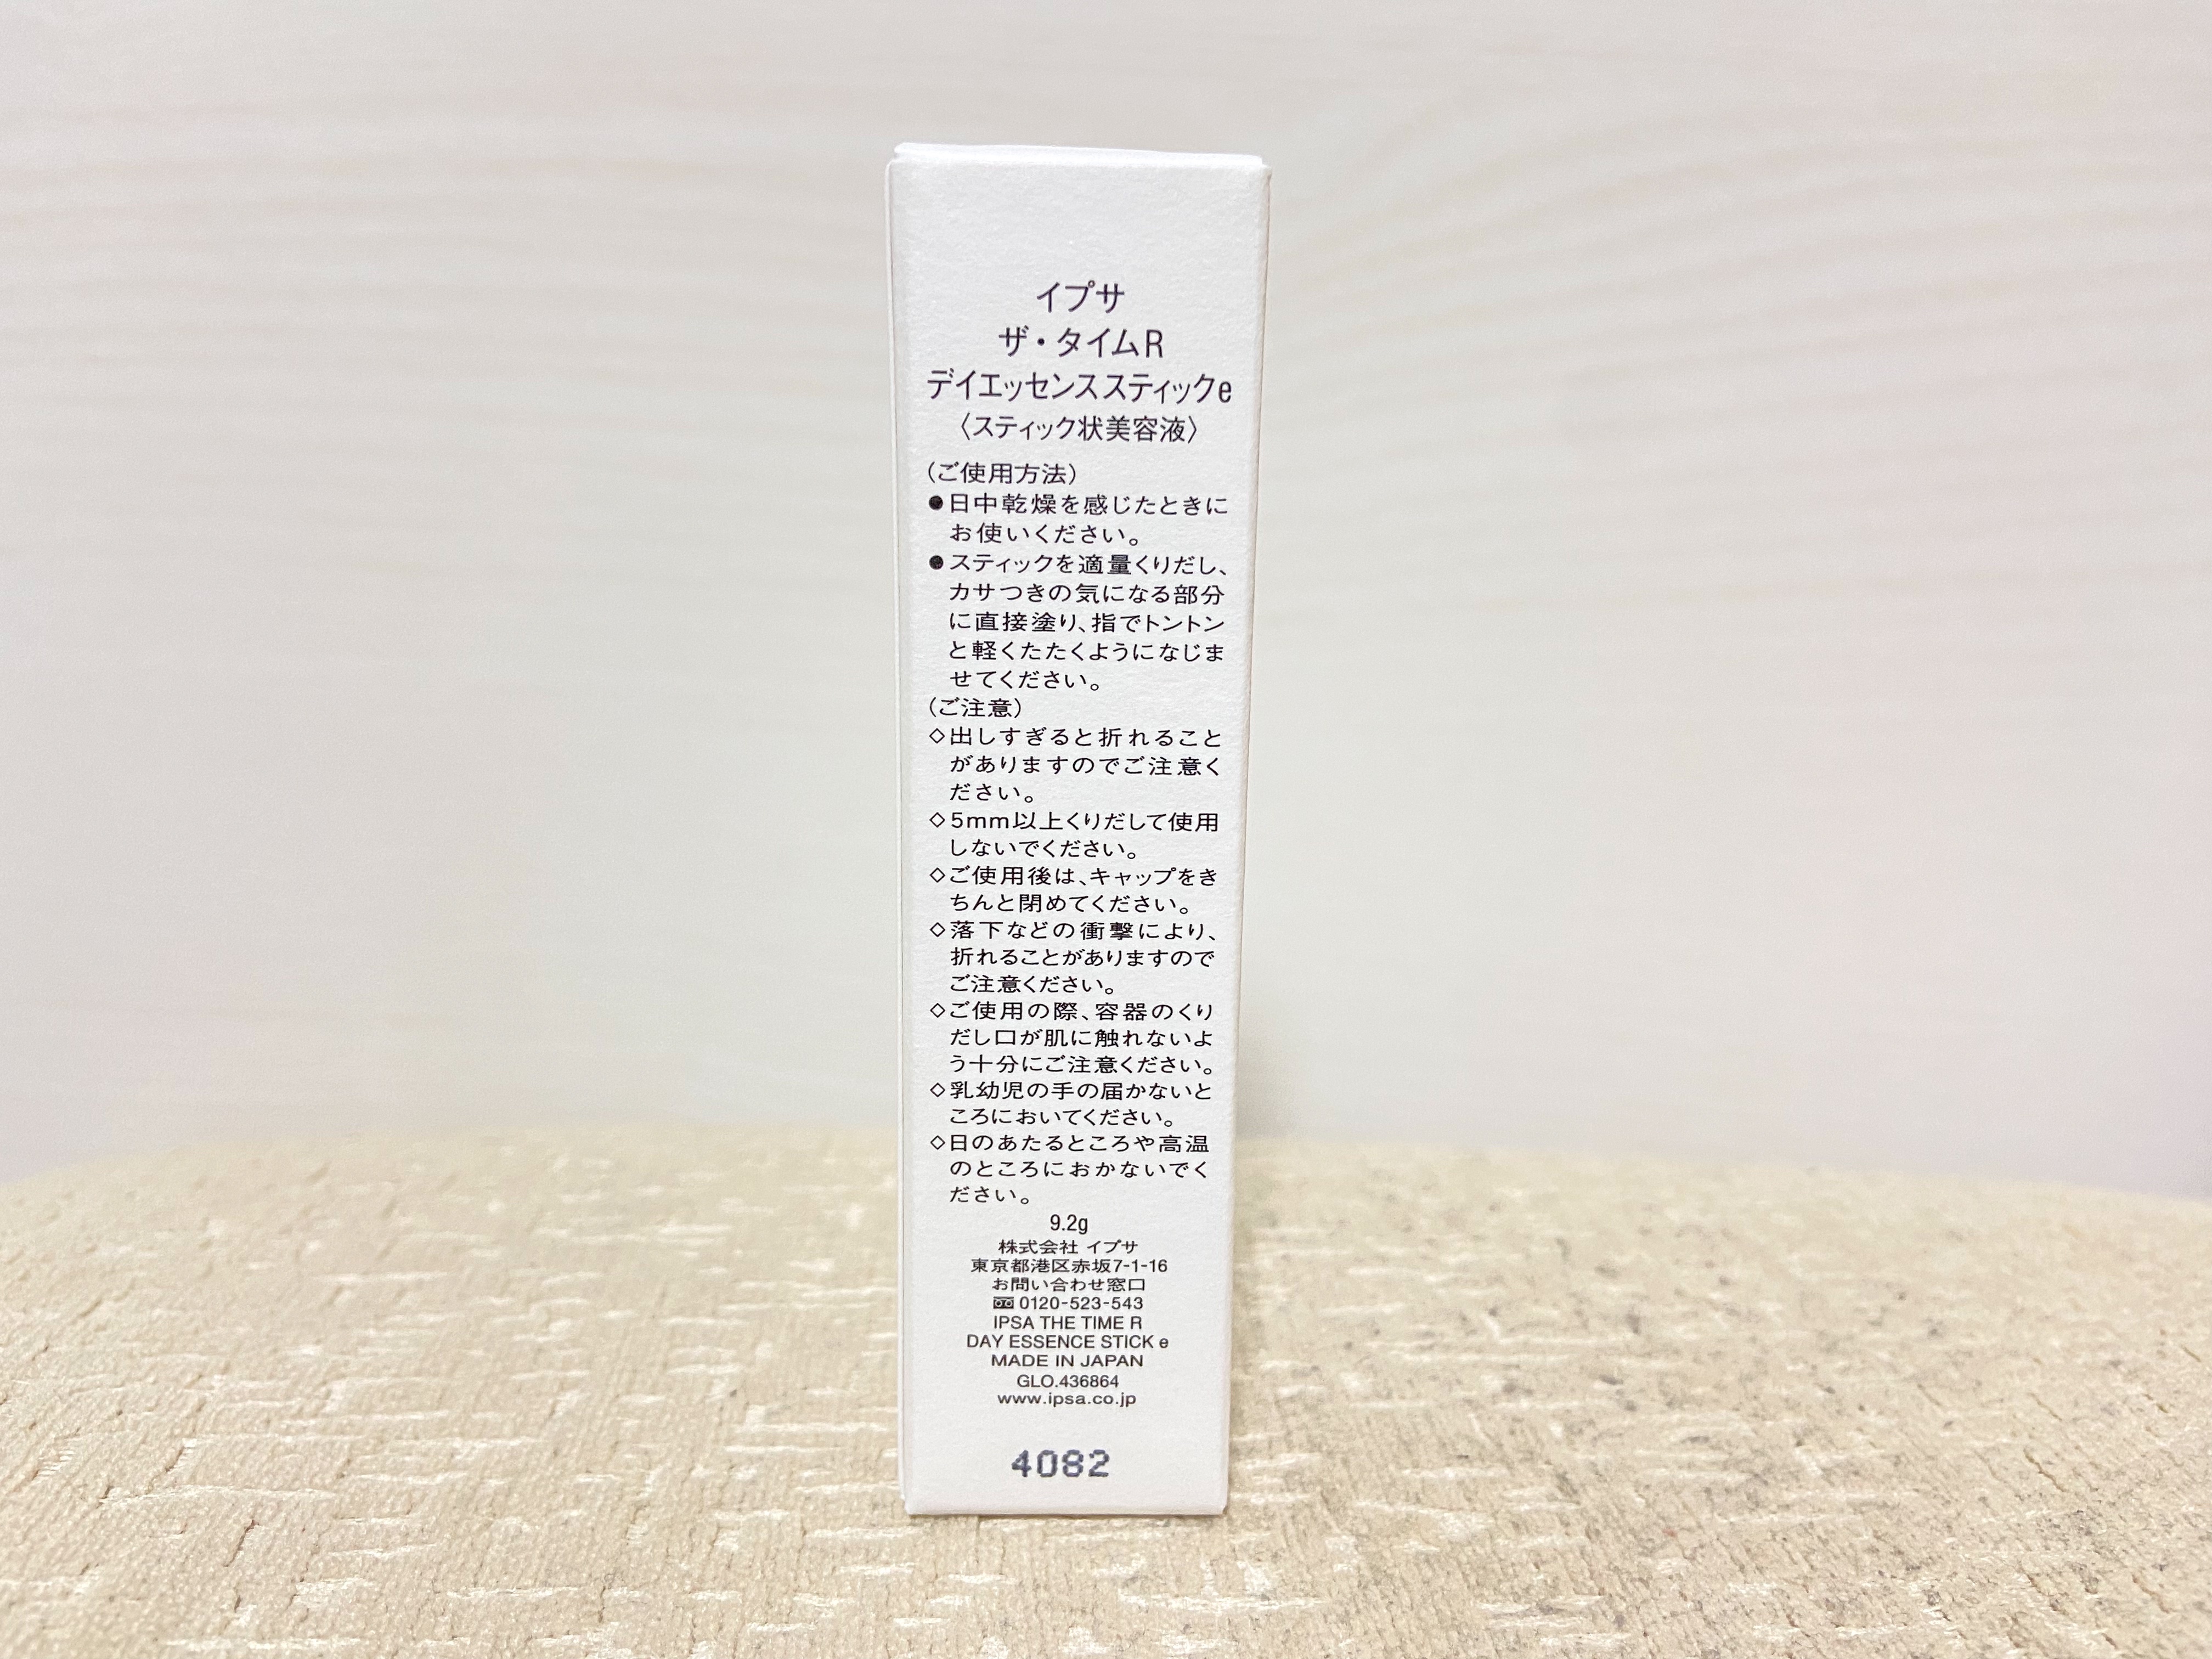 イプサ
ザ・タイムR
デイエッセンススティックe
〈スティック状美容液〉
(ご使用方法)
●日中乾燥を感じたときに
お使いください。
●スティックを適量くりだし、
カサつきの気になる部分
に直接塗り、指でトントン
と軽くたたくようになじま
せてください。
(ご注意)
◇出しすぎると折れること
がありますのでご注意く
ださい。
◇5mm以上くりだして使用
しないでください。
◇ご使用後は、キャップをき
ちんと閉めてください。
◇落下などの衝撃により、
折れることがありますので
ご注意ください。
◇ご使用の際、容器のくり
だし口が肌に触れないよ
う十分にご注意ください。
◇乳幼児の手の届かないと
ころにおいてください。
◇日のあたるところや高温
のところにおかないでく
ださい。
9.2g
株式会社 イプサ
東京都港区赤坂7-1-16
お問い合わせ窓口
0120-523-543
IPSA THE TIME R
DAY ESSENCE STICK e
MADE IN JAPAN
GLO.436864
www.ipsa.co.jp
4082